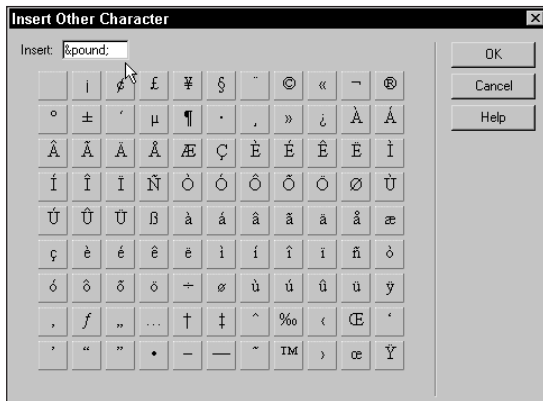 Insert Other Character
Insert: &pound; OK
Cancel
Help
¡ ¢ £ ¥ § ¨ © « ¬ ®
° ± ´ µ ¶ · ¸ » ¿ À Á
Â Ã Ä Å Æ Ç È É Ê Ë Ì
Í Î Ï Ñ Ò Ó Ô Õ Ö Ø Ù
Ú Û Ü ß à á â ã ä å æ
ç è é ê ë ì í î ï ñ ò
ó ô õ ö ÷ ø ù ú û ü ÿ
‚ ƒ „ … † ‡ ˆ ‰ ‹ Œ ‘
’ “ ” • – — ˜ ™ › œ Ÿ